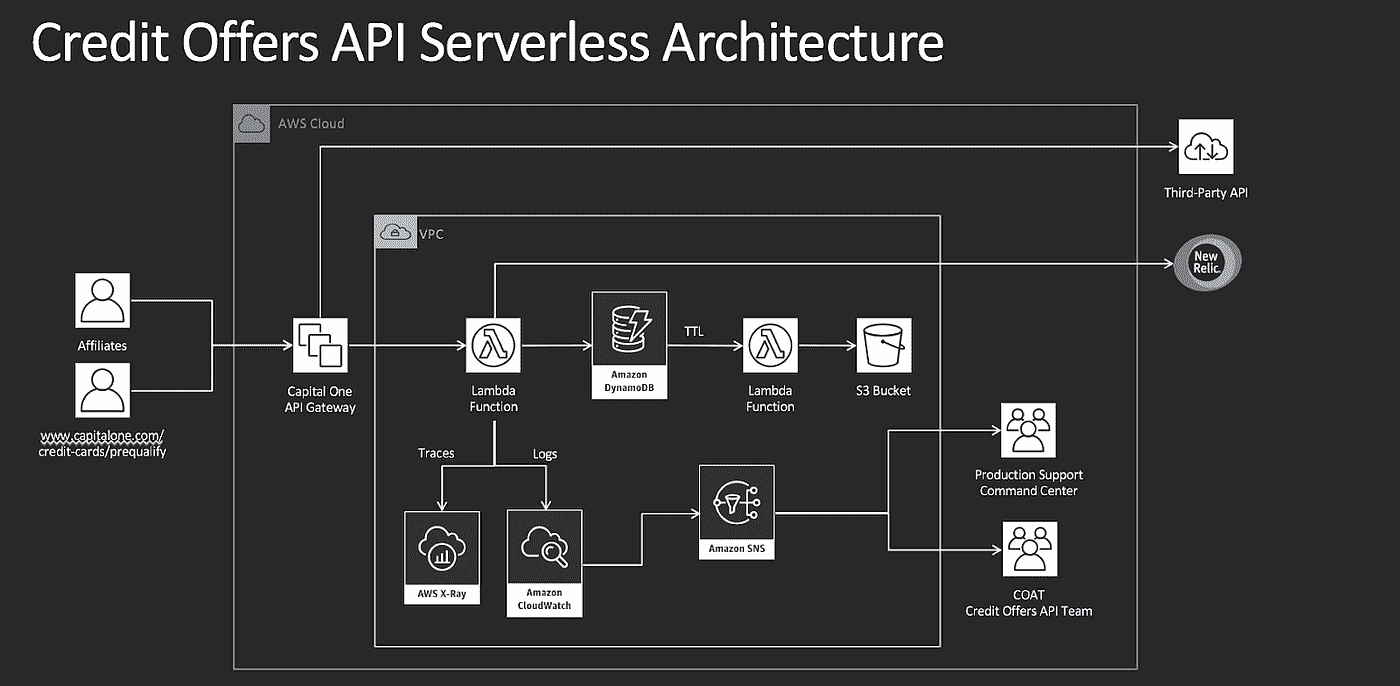 Credit Offers API Serverless Architecture
AWS Cloud
Third-Party API
VPC
New
Relic.
Affiliates
TTL
Capital One
API Gateway
Lambda
Function
Amazon
DynamoDB
Lambda
Function
S3 Bucket
www.capitalone.com/
credit-cards/prequalify
Traces
Logs
Production Support
Command Center
Amazon SNS
AWS X-Ray
Amazon
CloudWatch
COAT
Credit Offers API Team